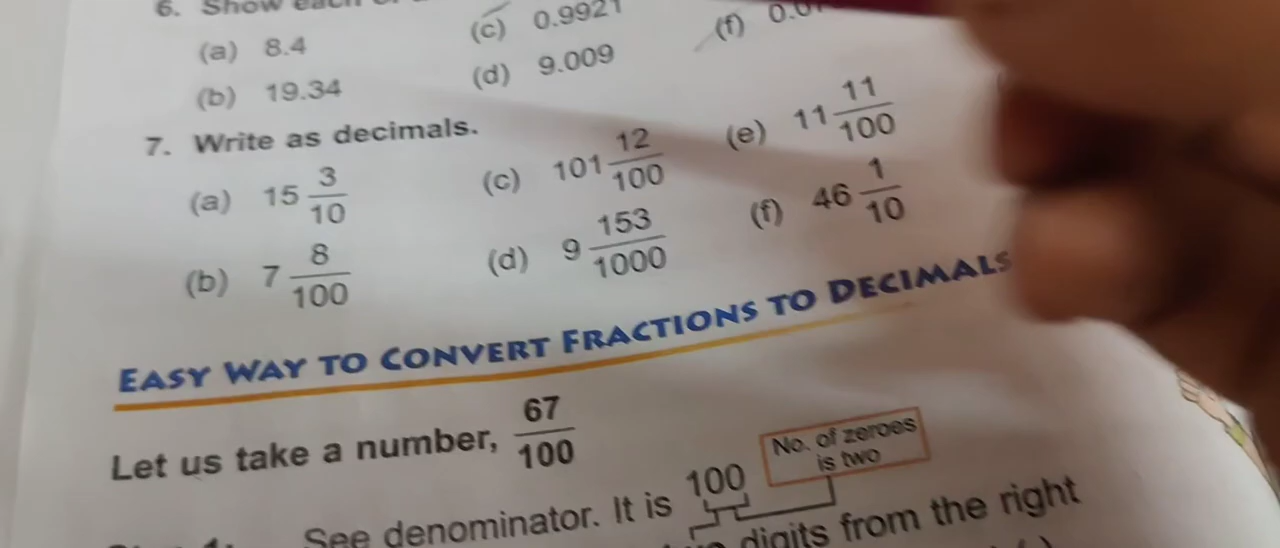 6. Show each
(a) 8.4
(b) 19.34
(c) 0.9921
(d) 9.009
(f)
7. Write as decimals.
(a) 15 3/10
(b) 7 8/100
(c) 101 12/100
(d) 9 153/1000
(e) 11 11/100
(f) 46 1/10
EASY WAY TO CONVERT FRACTIONS TO DECIMALS
Let us take a number, 67/100
No. of zeroes
is two
See denominator. It is 100
digits from the right